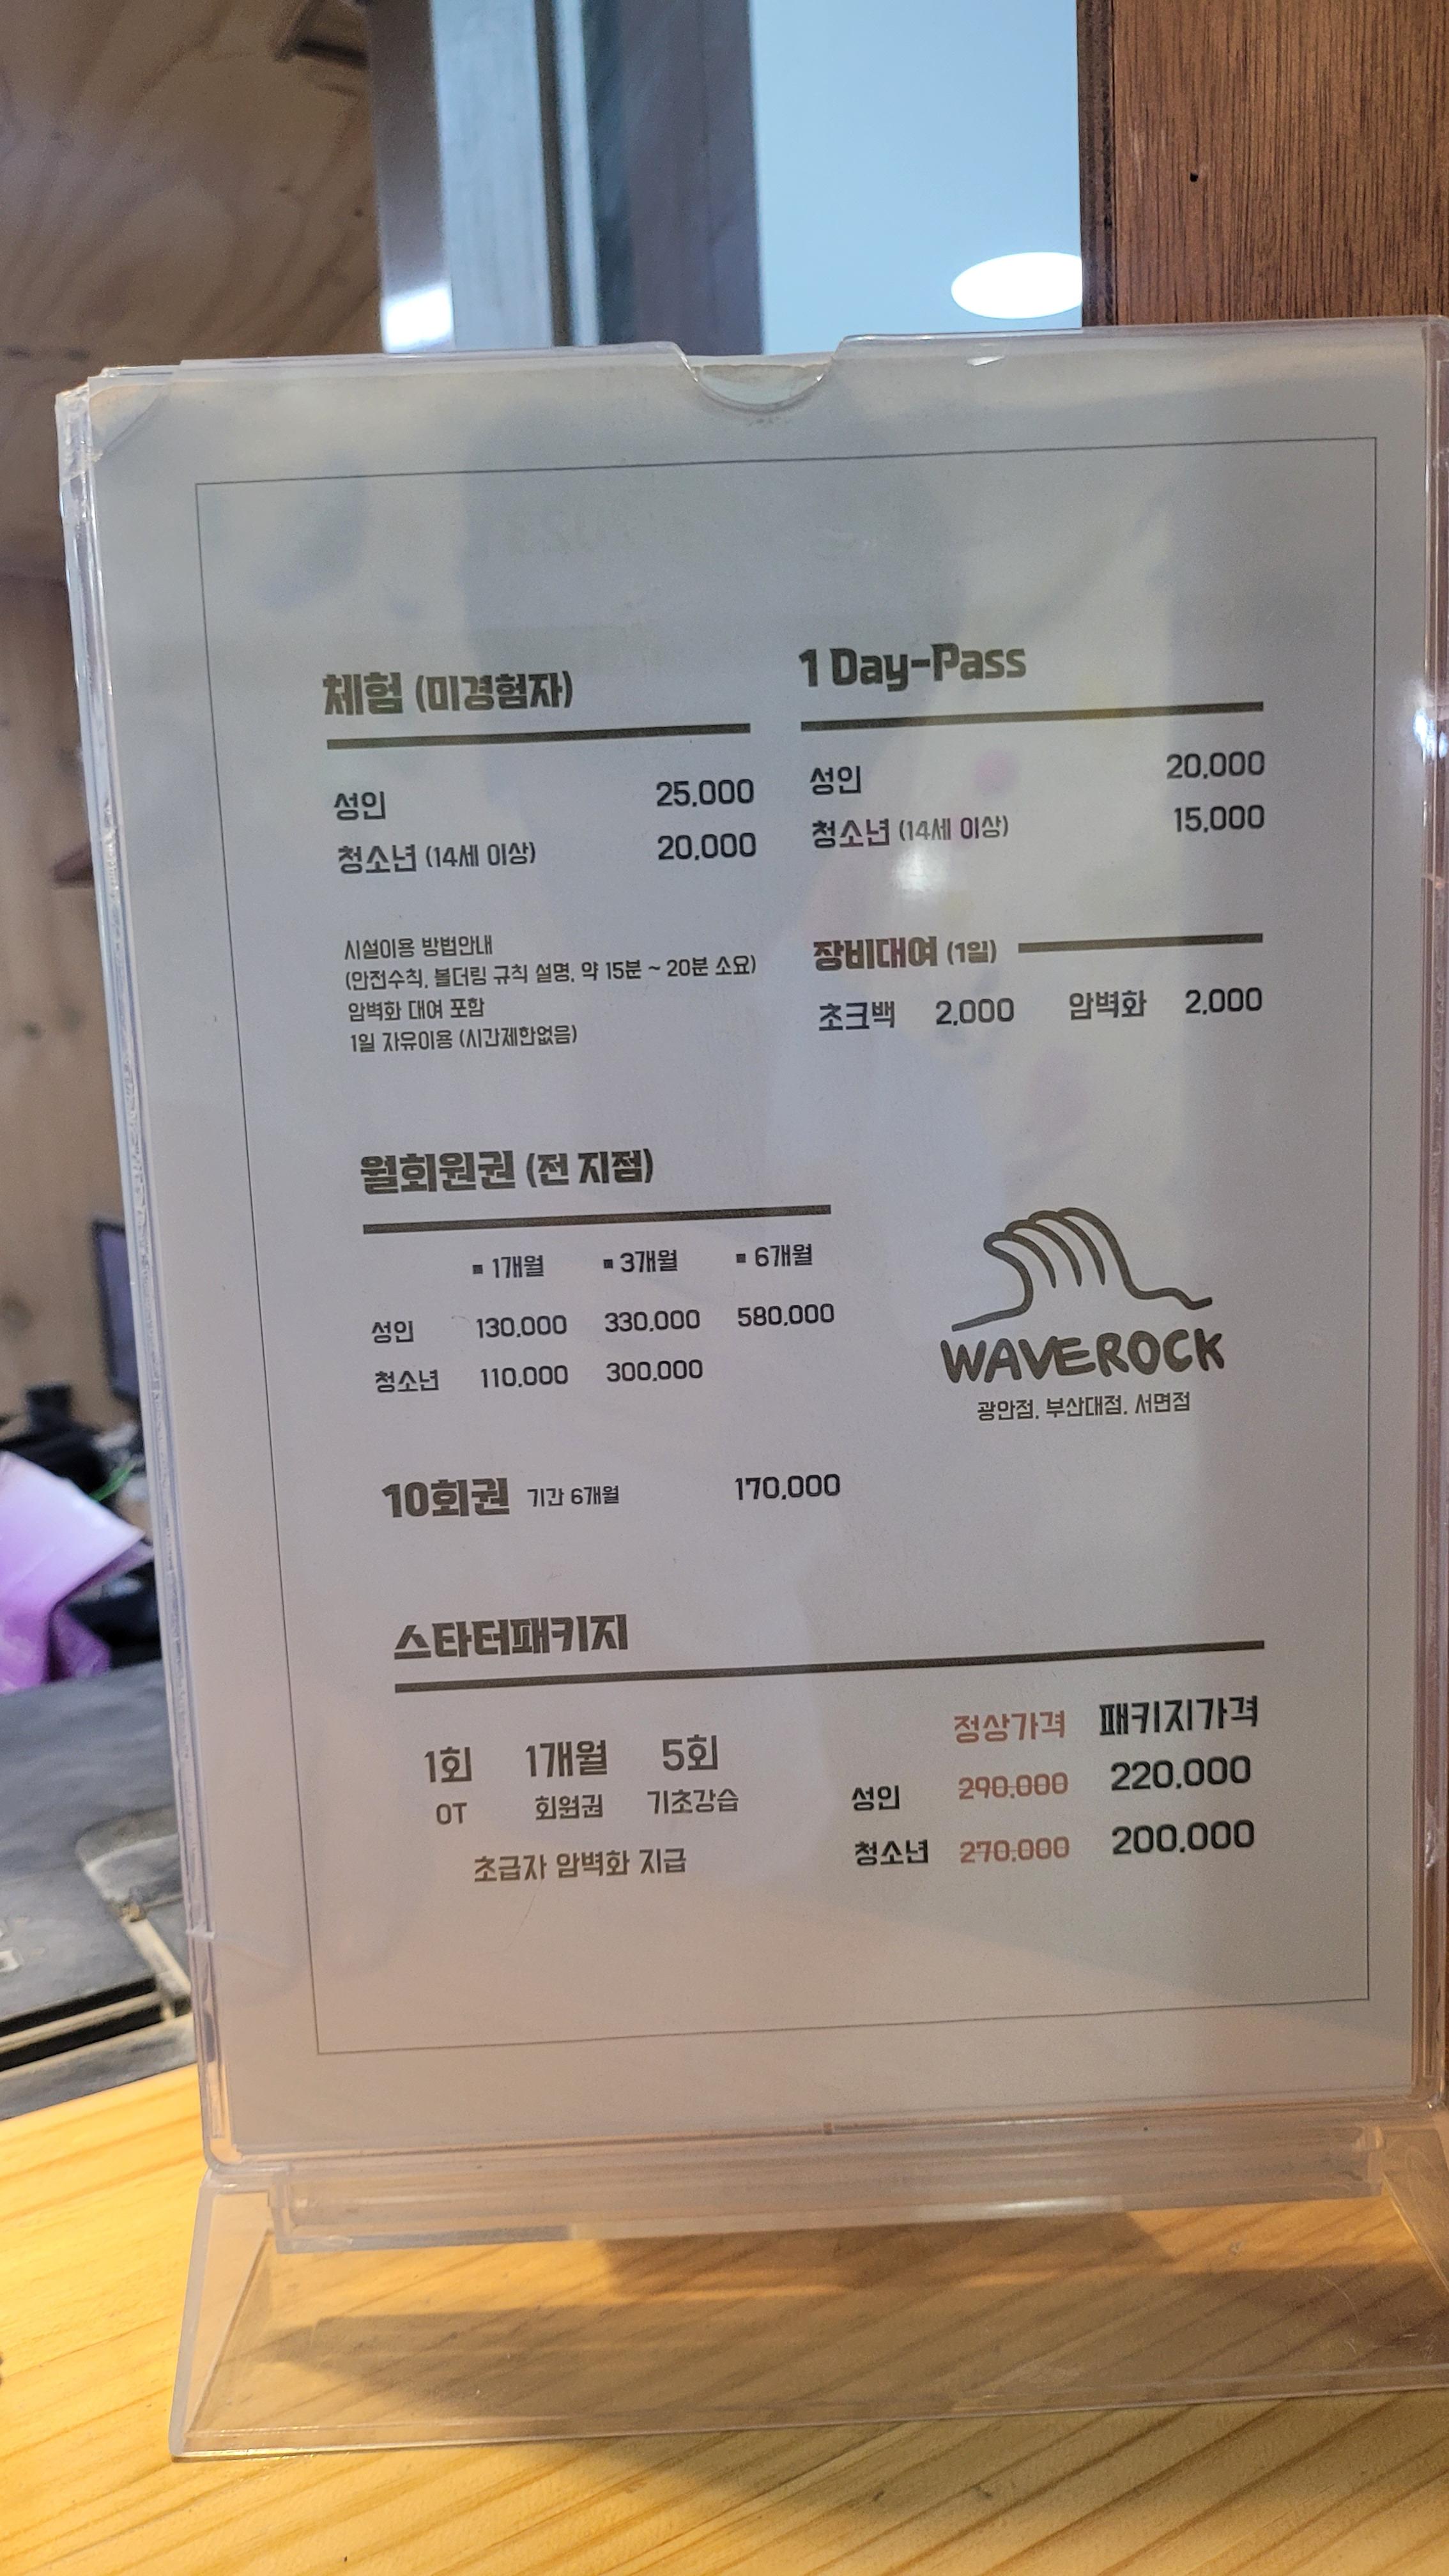 체험 (미경험자)
성인 25,000
청소년 (14세 이상) 20,000
시설이용 방법안내
(안전수칙, 볼더링 규칙 설명, 약 15분 ~ 20분 소요)
암벽화 대여 포함
1일 자유이용 (시간제한없음)
1 Day-Pass
성인 20,000
청소년 (14세 이상) 15,000
장비대여 (1일)
초크백 2,000 암벽화 2,000
월회원권 (전 지점)
▪ 1개월 ▪ 3개월 ▪ 6개월
성인 130,000 330,000 580,000
청소년 110,000 300,000
WAVEROCK
광안점, 부산대점, 서면점
10회권 기간 6개월 170,000
스타터패키지
1회 1개월 5회
OT 회원권 기초강습
초급자 암벽화 지급
정상가격 패키지가격
성인 290,000 220,000
청소년 270,000 200,000